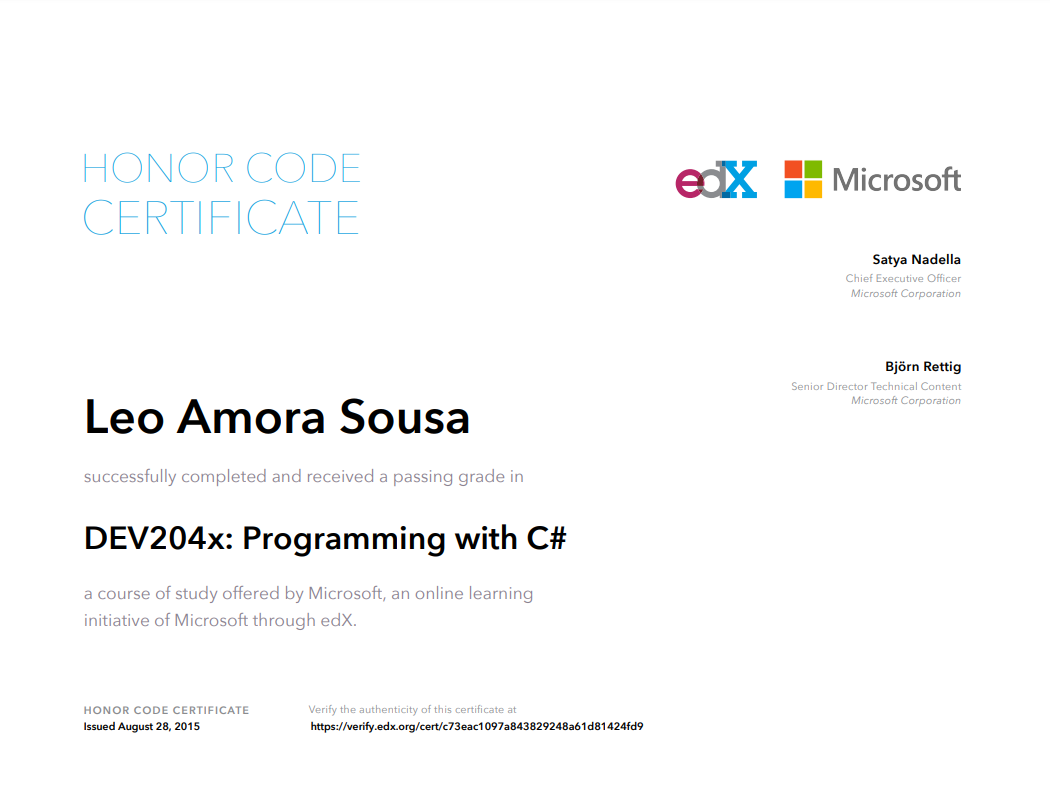 HONOR CODE
CERTIFICATE
edX
Microsoft
Satya Nadella
Chief Executive Officer
Microsoft Corporation
Björn Rettig
Senior Director Technical Content
Microsoft Corporation
Leo Amora Sousa
successfully completed and received a passing grade in
DEV204x: Programming with C#
a course of study offered by Microsoft, an online learning
initiative of Microsoft through edX.
HONOR CODE CERTIFICATE
Issued August 28, 2015
Verify the authenticity of this certificate at
https://verify.edx.org/cert/c73eac1097a843829248a61d81424fd9